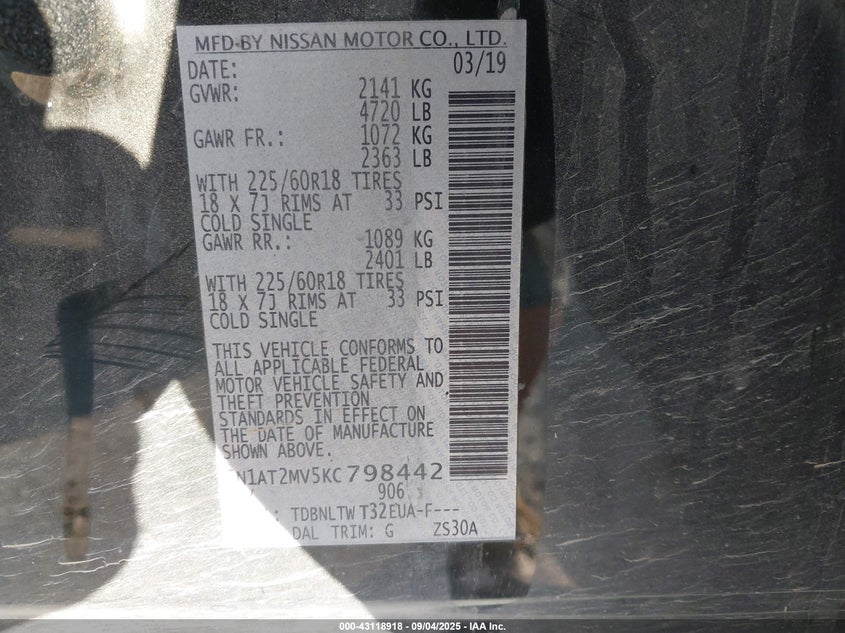 MFD BY NISSAN MOTOR CO., LTD.
DATE: 03/19
GVWR: 2141 KG
4720 LB
GAWR FR.: 1072 KG
2363 LB
WITH 225/60R18 TIRES
18 X 7J RIMS AT 33 PSI
COLD SINGLE
GAWR RR.: 1089 KG
2401 LB
WITH 225/60R18 TIRES
18 X 7J RIMS AT 33 PSI
COLD SINGLE
THIS VEHICLE CONFORMS TO
ALL APPLICABLE FEDERAL
MOTOR VEHICLE SAFETY AND
THEFT PREVENTION
STANDARDS IN EFFECT ON
THE DATE OF MANUFACTURE
SHOWN ABOVE.
N1AT2MV5KC798442
906
: TDBNLTW T32EUA-F---
DAL TRIM: G ZS30A
000-43118918 - 09/04/2025 - IAA Inc.